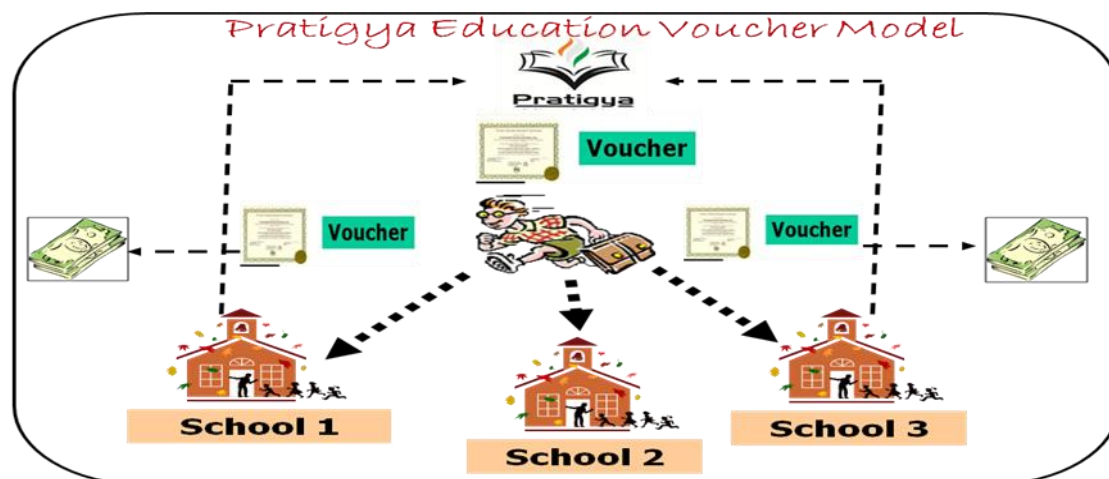 Pratigya Education Voucher Model
Pratigya
Voucher
Voucher
Voucher
School 1
School 2
School 3